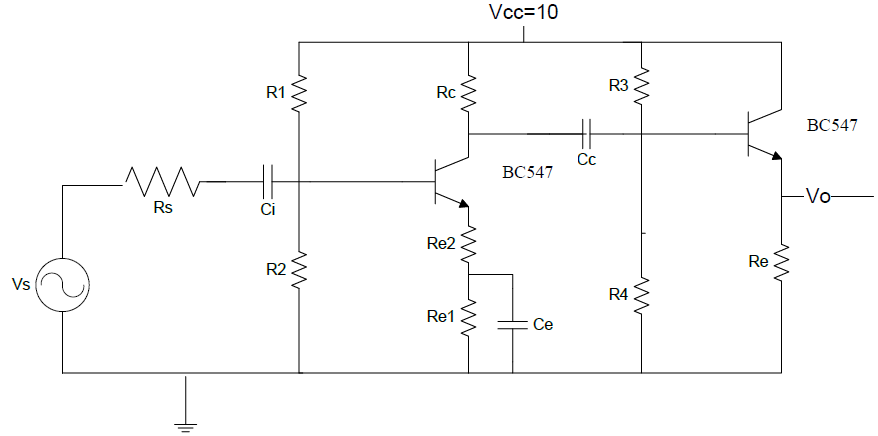 Vcc=10
R1
Rc
R3
BC547
Cc
BC547
Rs
Ci
Vo
Re2
R2
Re
Vs
R4
Re1
Ce